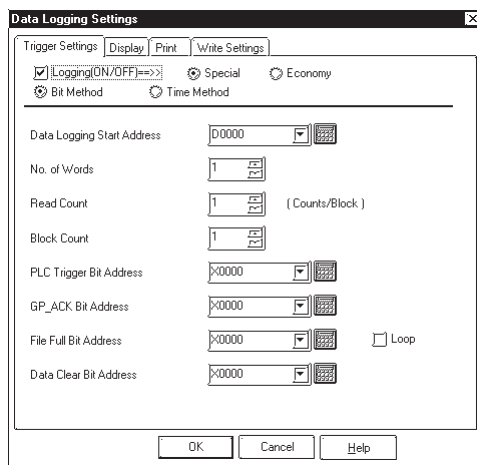 Data Logging Settings
Trigger Settings Display Print Write Settings
Logging(ON/OFF)==>> Special Economy
Bit Method Time Method
Data Logging Start Address D0000
No. of Words 1
Read Count 1 ( Counts/Block )
Block Count 1
PLC Trigger Bit Address X0000
GP_ACK Bit Address X0000
File Full Bit Address X0000 Loop
Data Clear Bit Address X0000
OK Cancel Help